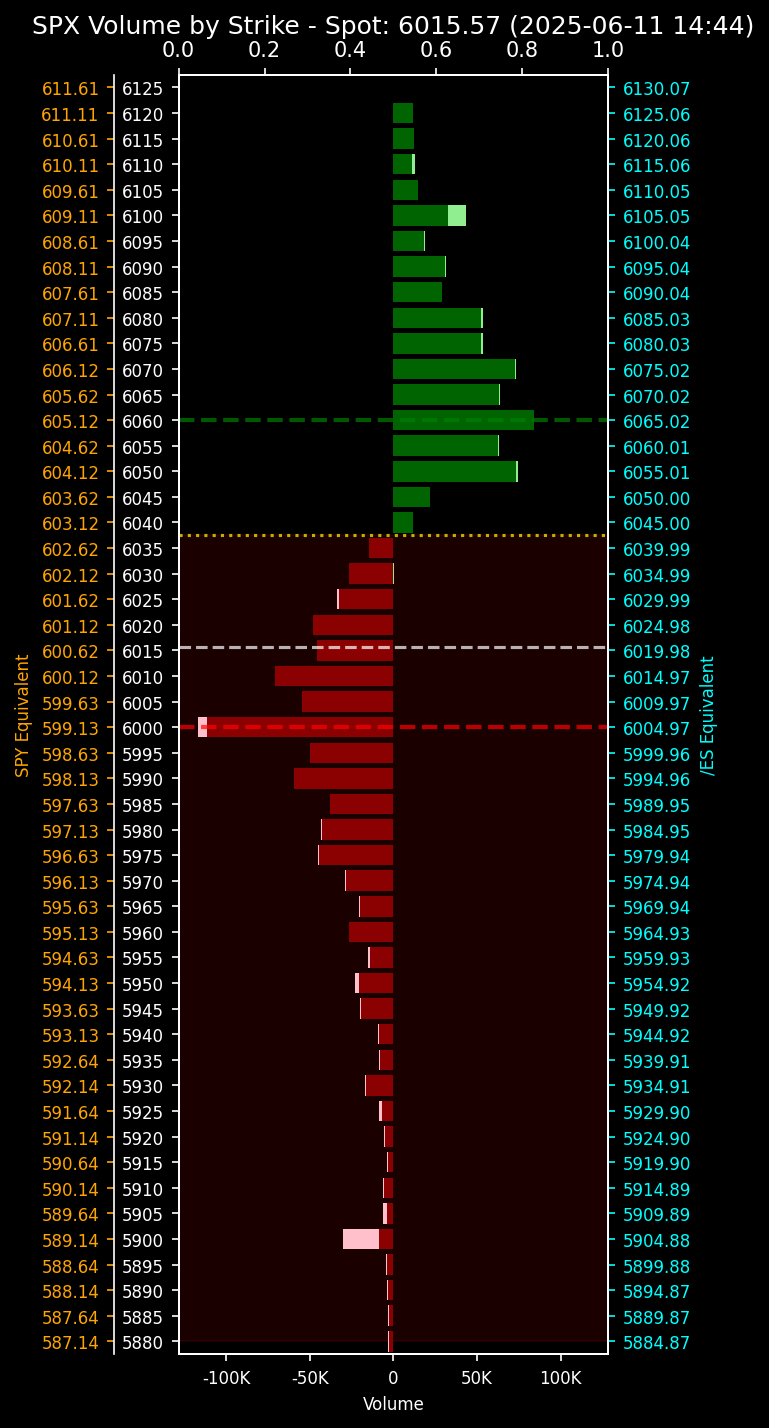 SPX Volume by Strike - Spot: 6015.57 (2025-06-11 14:44)
0.0 0.2 0.4 0.6 0.8 1.0
611.61 6125 6130.07
611.11 6120 6125.06
610.61 6115 6120.06
610.11 6110 6115.06
609.61 6105 6110.05
609.11 6100 6105.05
608.61 6095 6100.04
608.11 6090 6095.04
607.61 6085 6090.04
607.11 6080 6085.03
606.61 6075 6080.03
606.12 6070 6075.02
605.62 6065 6070.02
605.12 6060 6065.02
604.62 6055 6060.01
604.12 6050 6055.01
603.62 6045 6050.00
603.12 6040 6045.00
602.62 6035 6039.99
602.12 6030 6034.99
601.62 6025 6029.99
601.12 6020 6024.98
600.62 6015 6019.98
600.12 6010 6014.97
599.63 6005 6009.97
599.13 6000 6004.97
598.63 5995 5999.96
598.13 5990 5994.96
597.63 5985 5989.95
597.13 5980 5984.95
596.63 5975 5979.94
596.13 5970 5974.94
595.63 5965 5969.94
595.13 5960 5964.93
594.63 5955 5959.93
594.13 5950 5954.92
593.63 5945 5949.92
593.13 5940 5944.92
592.64 5935 5939.91
592.14 5930 5934.91
591.64 5925 5929.90
591.14 5920 5924.90
590.64 5915 5919.90
590.14 5910 5914.89
589.64 5905 5909.89
589.14 5900 5904.88
588.64 5895 5899.88
588.14 5890 5894.87
587.64 5885 5889.87
587.14 5880 5884.87
SPY Equivalent
/ES Equivalent
-100K -50K 0 50K 100K
Volume